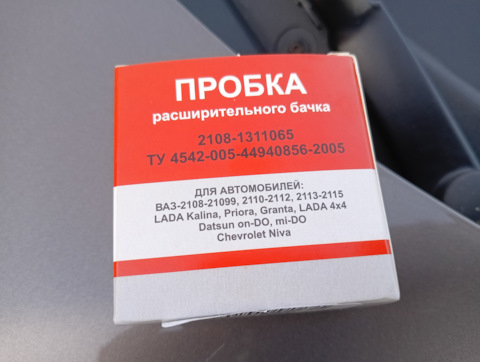 ПРОБКА
расширительного бачка
2108-1311065
ТУ 4542-005-44940856-2005
ДЛЯ АВТОМОБИЛЕЙ:
ВАЗ-2108-21099, 2110-2112, 2113-2115
LADA Kalina, Priora, Granta, LADA 4x4
Datsun on-DO, mi-DO
Chevrolet Niva